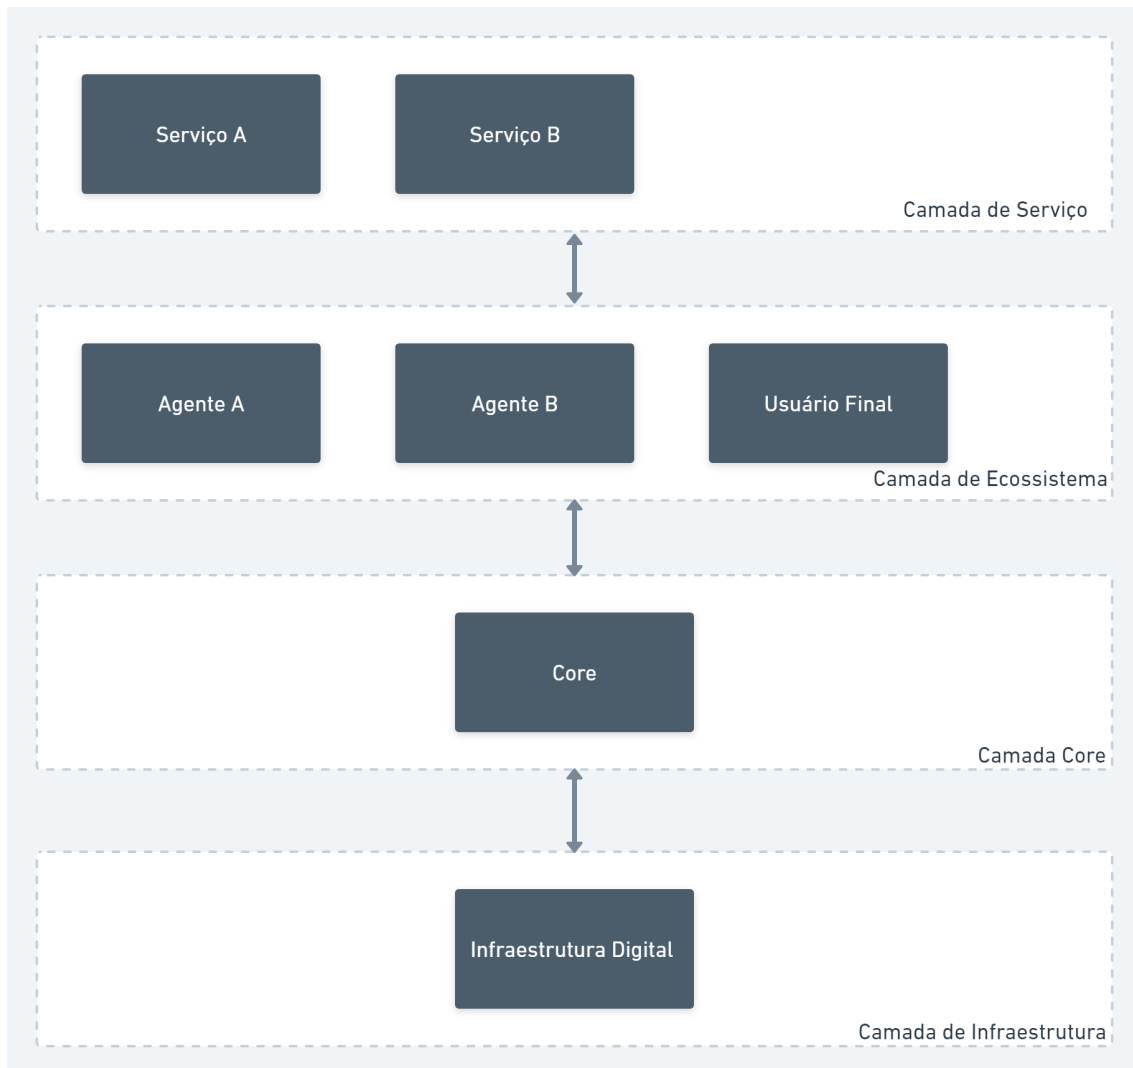 Serviço A
Serviço B
Camada de Serviço
Agente A
Agente B
Usuário Final
Camada de Ecossistema
Core
Camada Core
Infraestrutura Digital
Camada de Infraestrutura